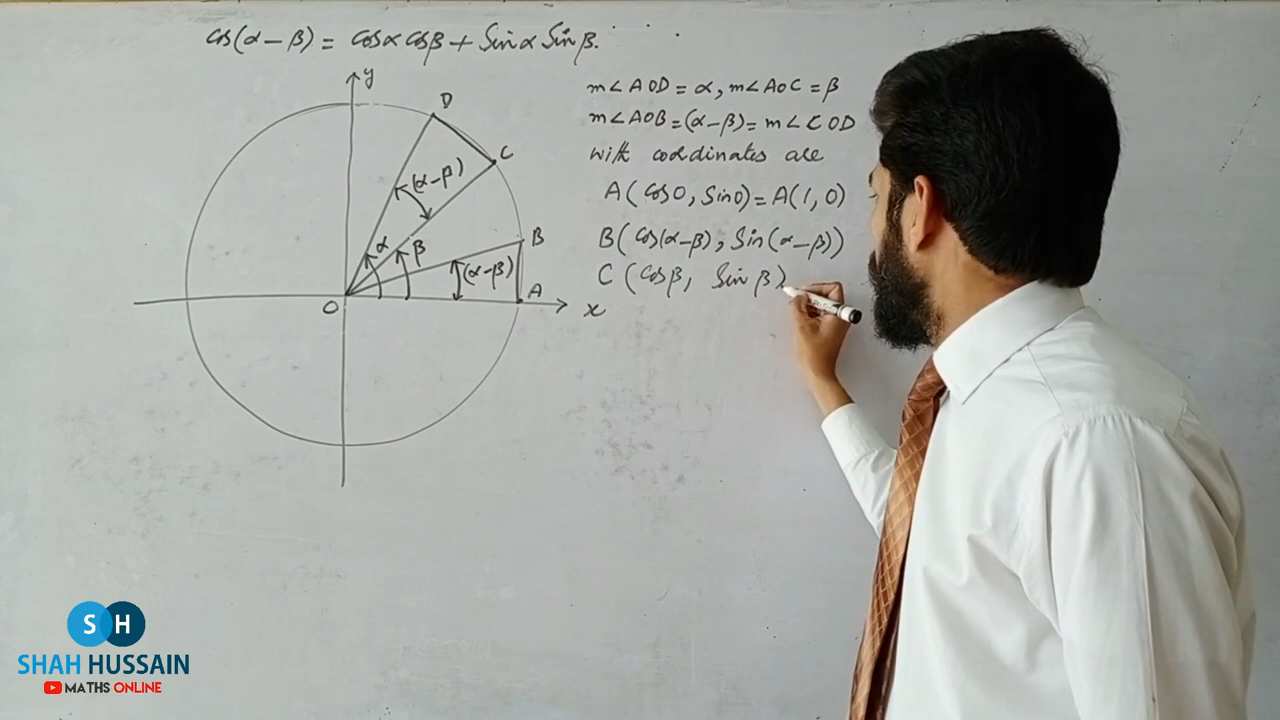 cos(α-β) = cosα cosβ + Sinα Sinβ.
y
D
C
(α-β)
α
β
B
(α-β)
O
A
x
m∠AOD = α, m∠AOC = β
m∠AOB = (α-β) = m∠COD
with coordinates are
A(cos0, Sin0) = A(1, 0)
B(cos(α-β), Sin(α-β))
C (cosβ, Sinβ)
SH
SHAH HUSSAIN
MATHS ONLINE